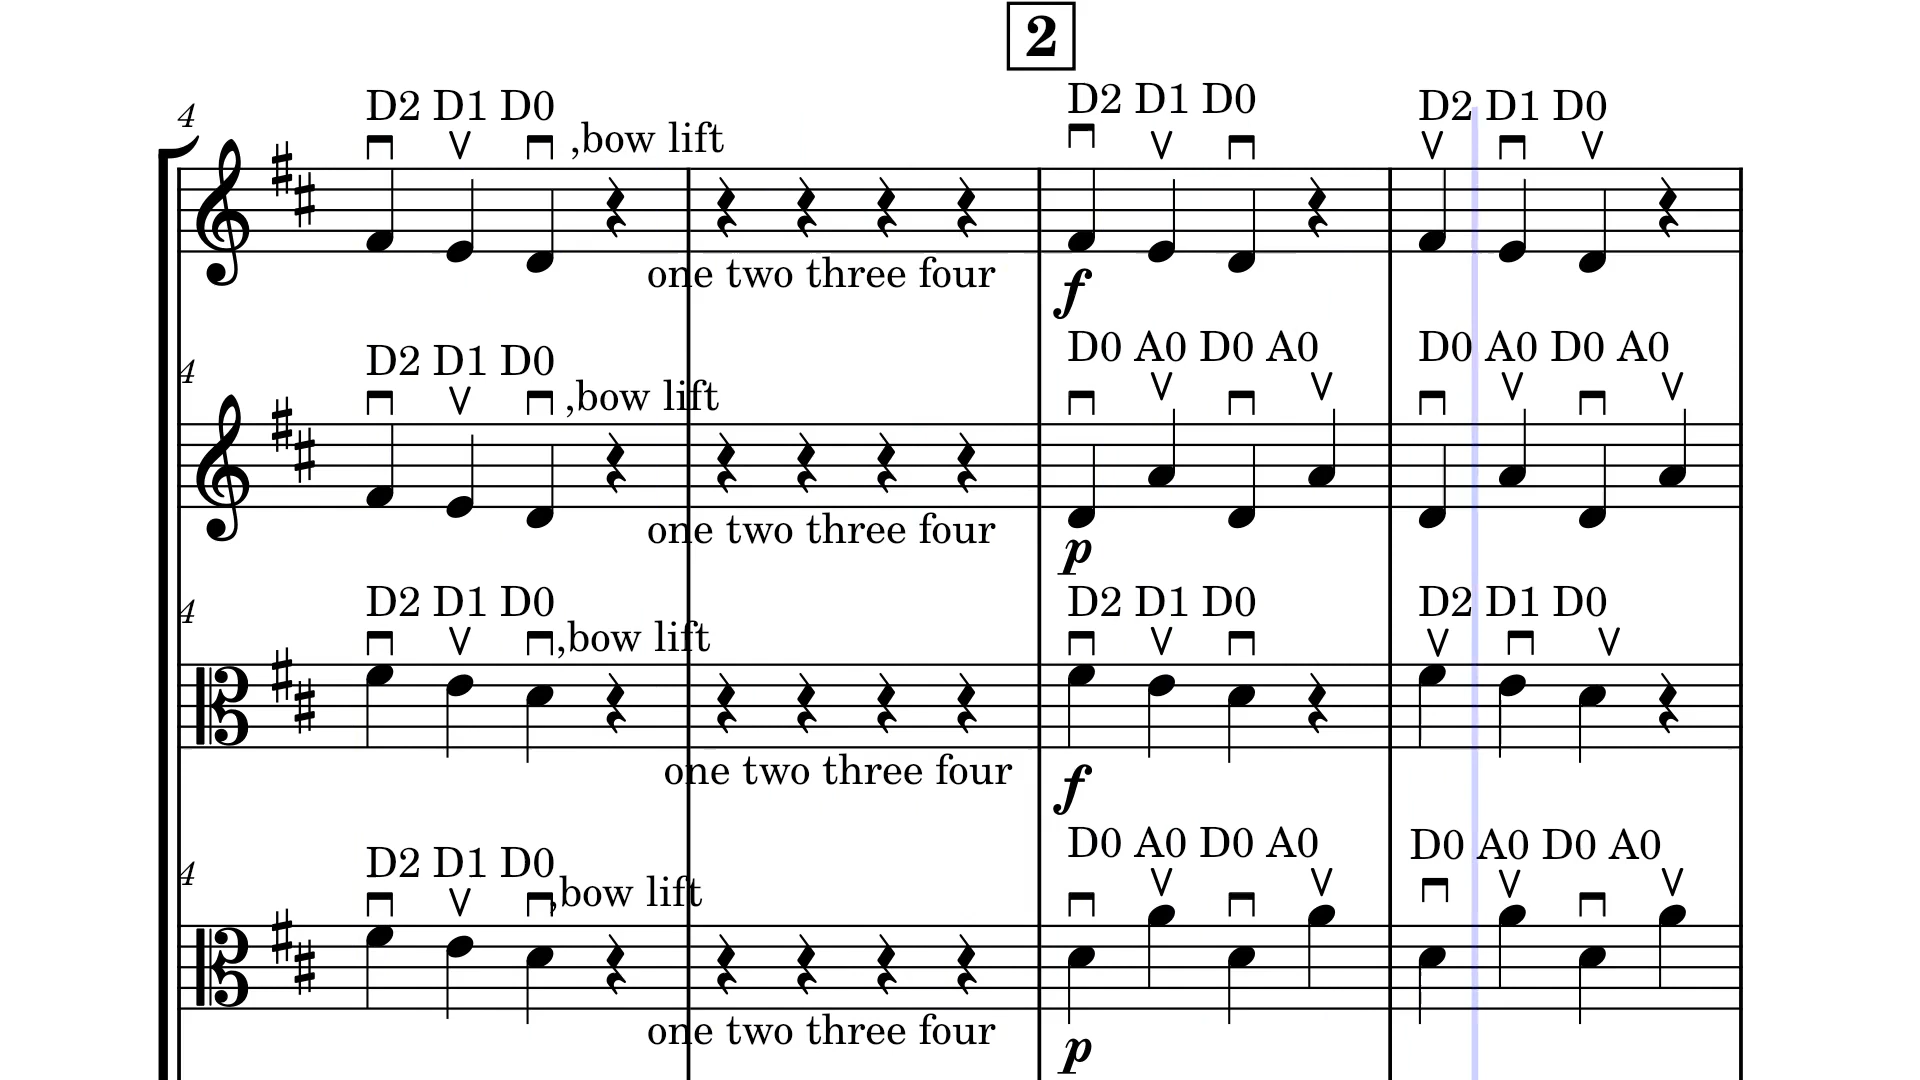 2
4 D2 D1 D0 D2 D1 D0 D2 D1 D0
,bow lift
one two three four f
4 D2 D1 D0 D0 A0 D0 A0 D0 A0 D0 A0
,bow lift
one two three four p
4 D2 D1 D0 D2 D1 D0 D2 D1 D0
,bow lift
one two three four f
4 D2 D1 D0 D0 A0 D0 A0 D0 A0 D0 A0
,bow lift
one two three four p